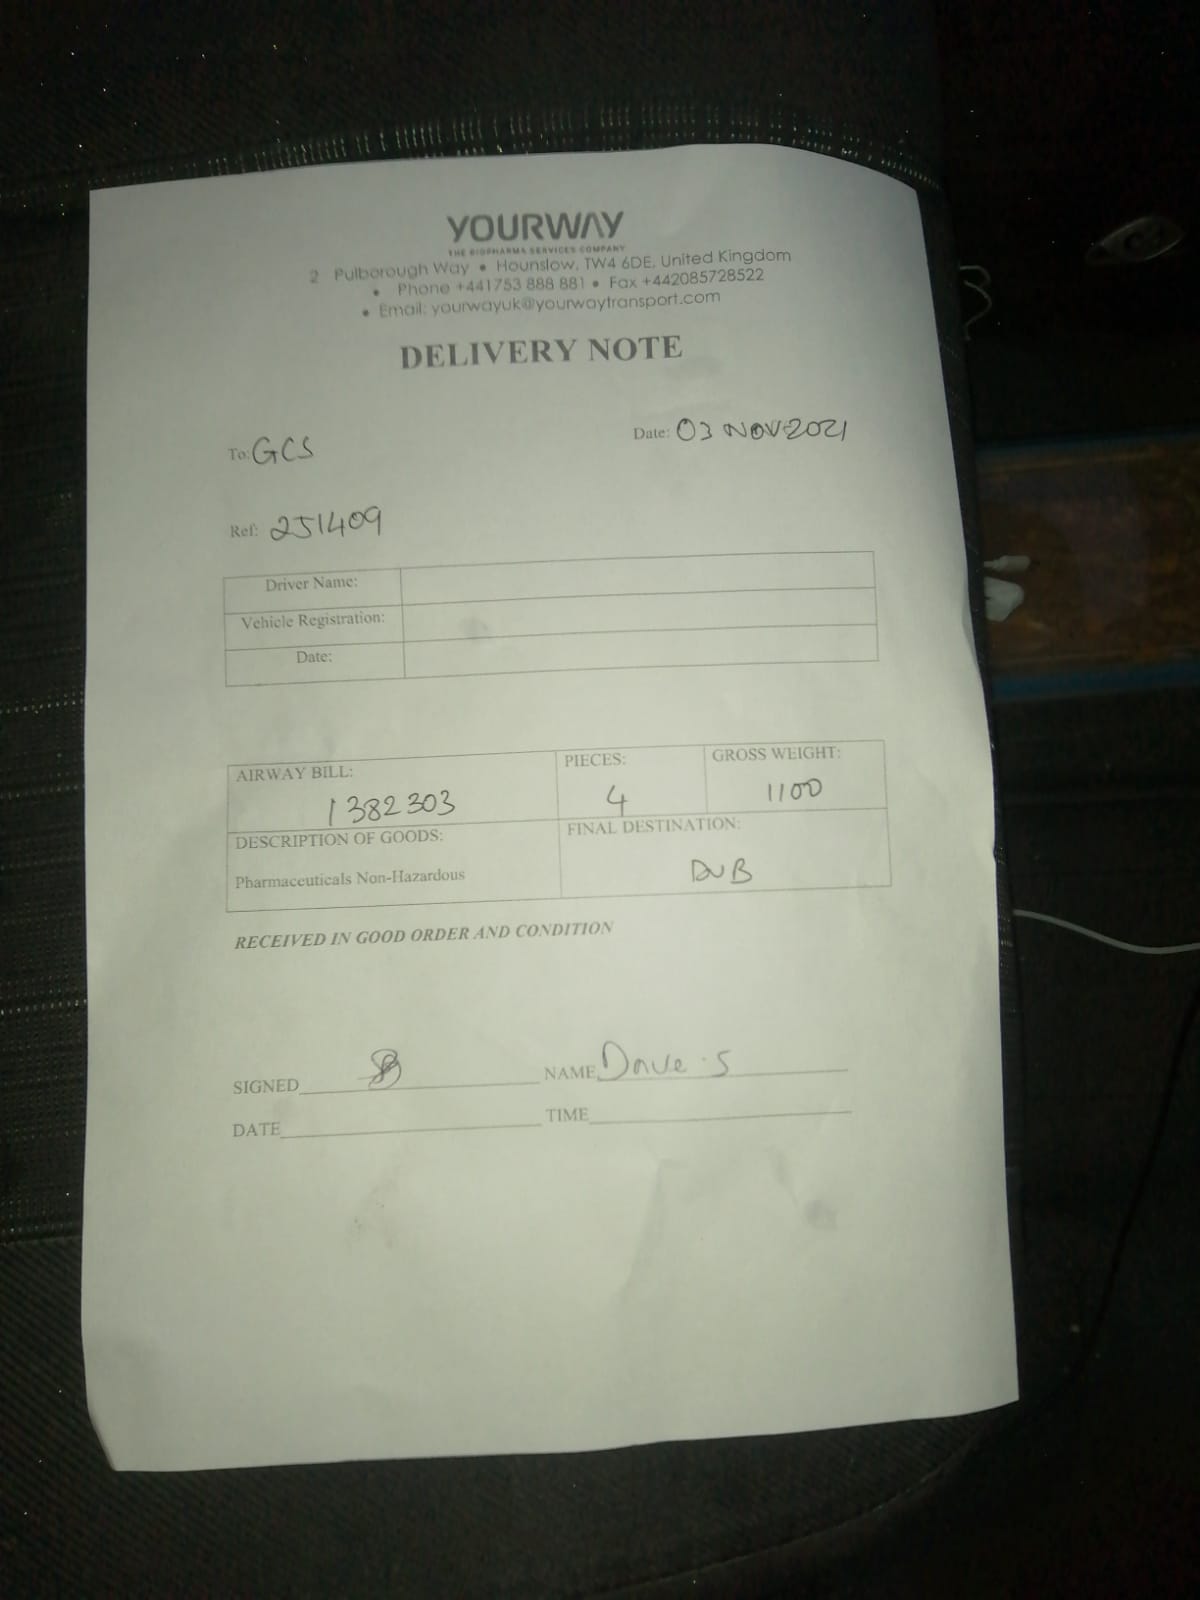 YOURWAY
THE BIOPHARMA SERVICES COMPANY
2 Pulborough Way • Hounslow, TW4 6DE, United Kingdom
• Phone +441753 888 881 • Fax +442085728522
• Email: yourwayuk@yourwaytransport.com
DELIVERY NOTE
To: GCS
Date: 03 NOV 2021
Ref: 251409
Driver Name:
Vehicle Registration:
Date:
AIRWAY BILL: PIECES: GROSS WEIGHT:
1382303 4 1100
DESCRIPTION OF GOODS: FINAL DESTINATION:
Pharmaceuticals Non-Hazardous DUB
RECEIVED IN GOOD ORDER AND CONDITION
SIGNED NAME Dave S
DATE TIME